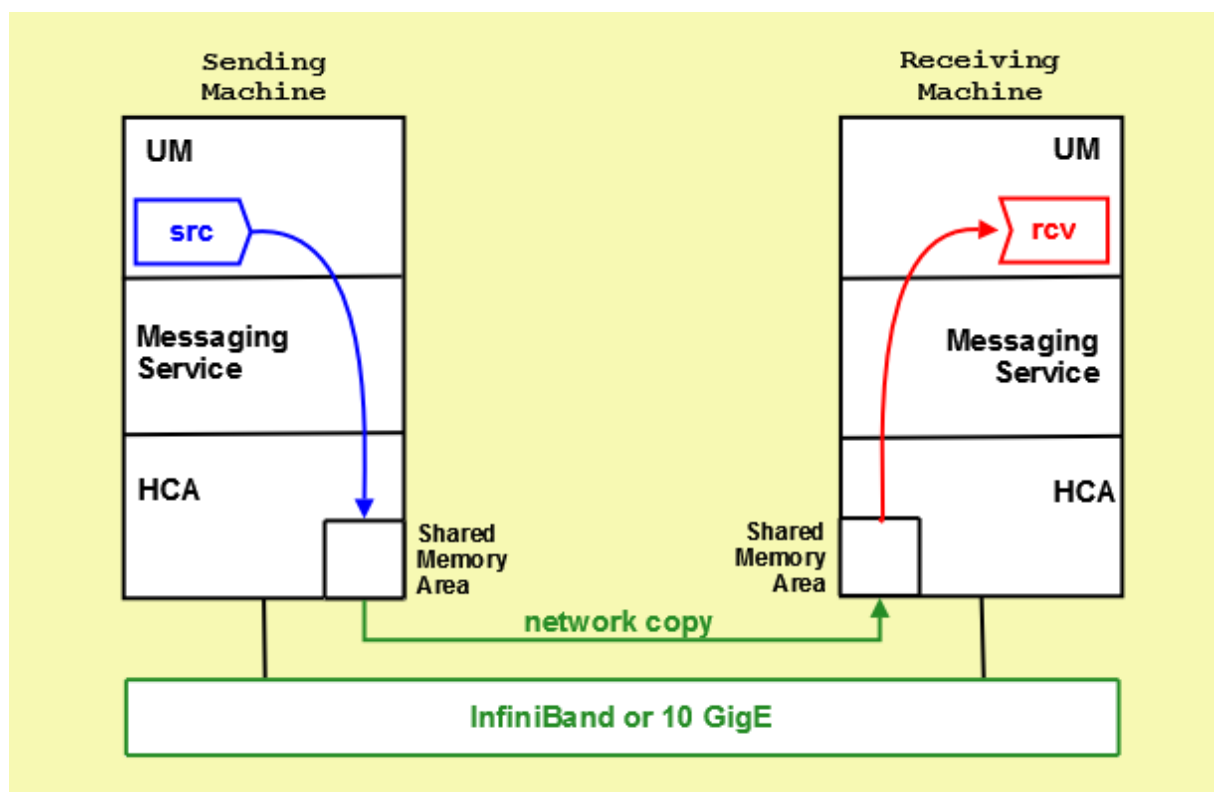 Sending
Machine
Receiving
Machine
UM
UM
src
rcv
Messaging
Service
Messaging
Service
HCA
HCA
Shared
Memory
Area
Shared
Memory
Area
network copy
InfiniBand or 10 GigE